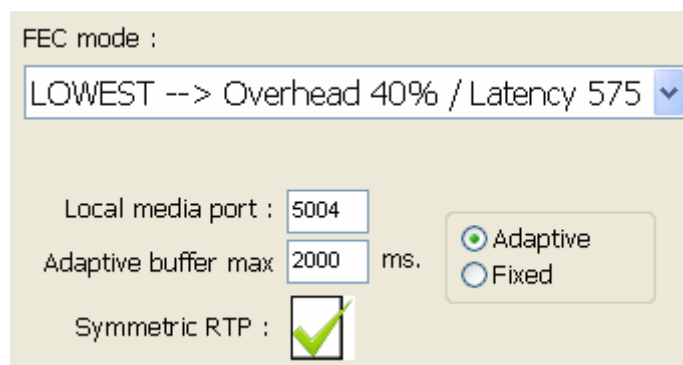 FEC mode :
LOWEST --> Overhead 40% / Latency 575
Local media port : 5004
Adaptive buffer max 2000 ms.
Adaptive
Fixed
Symmetric RTP :